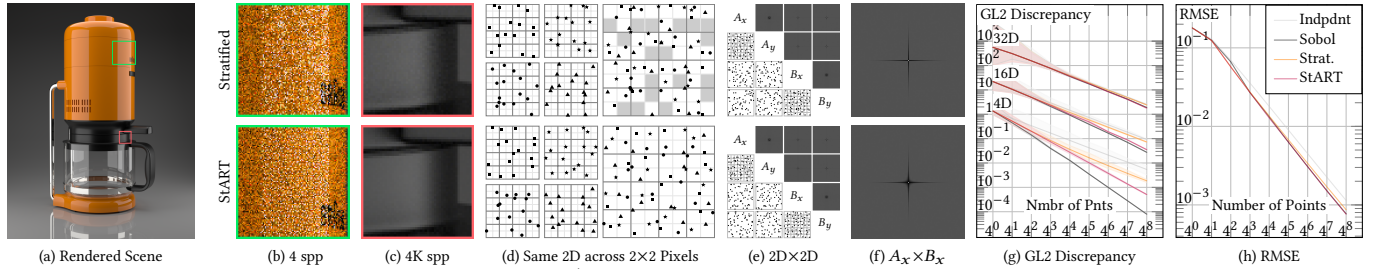 Stratified
StART
A_x
A_y
B_x
B_y
A_x
A_y
B_x
B_y
GL2 Discrepancy
32D
16D
14D
10^2
10^1
10^0
10^-1
10^-2
10^-3
10^-4
Nmbr of Pnts
4^0 4^1 4^2 4^3 4^4 4^5 4^6 4^7 4^8
RMSE
Indpdnt
Sobol
Strat.
StART
10^-1
10^-2
10^-3
Number of Points
4^0 4^1 4^2 4^3 4^4 4^5 4^6 4^7 4^8
(a) Rendered Scene
(b) 4 spp
(c) 4K spp
(d) Same 2D across 2×2 Pixels
(e) 2D×2D
(f) A_x×B_x
(g) GL2 Discrepancy
(h) RMSE